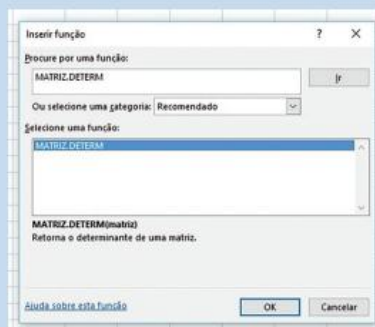 Inserir função
? X
Procure por uma função:
MATRIZ.DETERM
Ir
Ou selecione uma categoria: Recomendado
Selecione uma função:
MATRIZ.DETERM
MATRIZ.DETERM(matriz)
Retorna o determinante de uma matriz.
Ajuda sobre esta função
OK
Cancelar